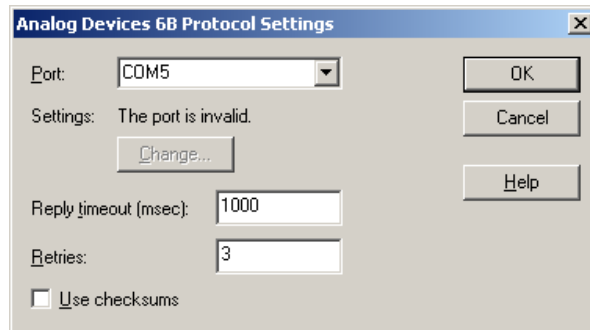 Analog Devices 6B Protocol Settings
Port: COM5
OK
Settings: The port is invalid.
Cancel
Change...
Help
Reply timeout (msec): 1000
Retries: 3
Use checksums